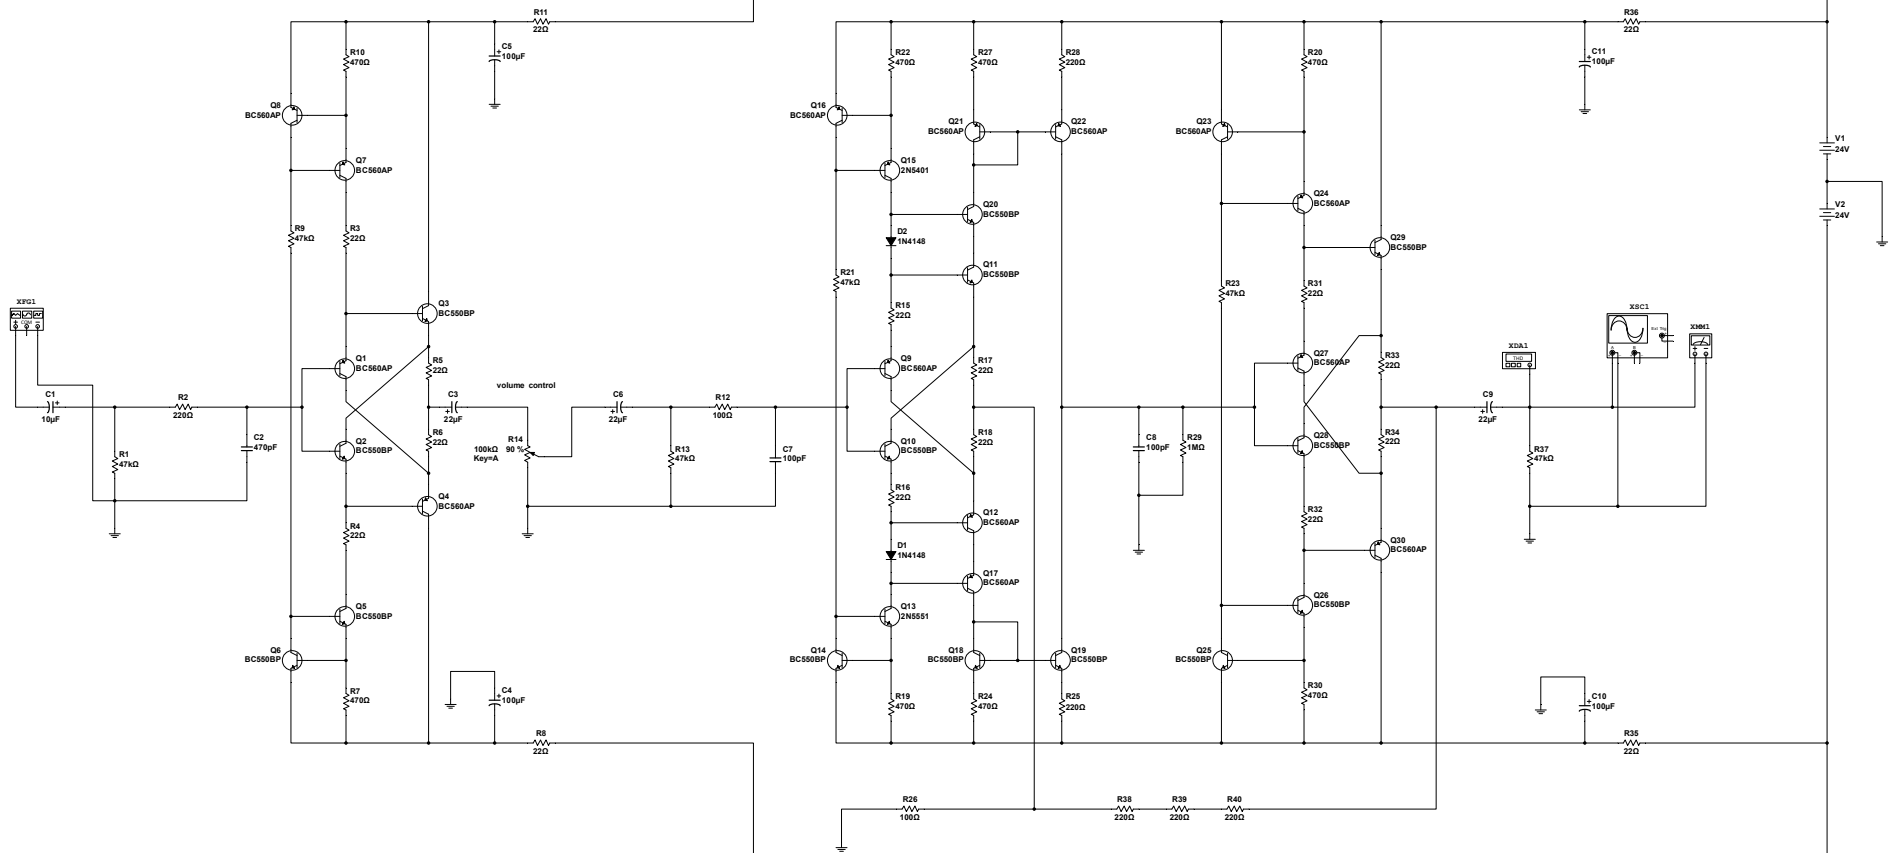 R11
22Ω
R36
22Ω
R10
470Ω
C5
100µF
R22
470Ω
R27
470Ω
R28
220Ω
R20
470Ω
C11
100µF
Q8
BC560AP
Q16
BC560AP
Q21
BC560AP
Q22
BC560AP
Q23
BC560AP
V1
24V
Q7
BC560AP
Q15
2N5401
Q24
BC560AP
V2
24V
Q20
BC550BP
R9
47kΩ
R3
22Ω
D2
1N4148
Q29
BC550BP
Q11
BC550BP
R21
47kΩ
R23
47kΩ
R31
22Ω
XFG1
COM
Q3
BC550BP
R15
22Ω
XSC1
Ext Trig
A
B
XMM1
XDA1
THD
Q1
BC560AP
R5
22Ω
Q9
BC560AP
R17
22Ω
Q27
BC560AP
R33
22Ω
volume control
C1
10µF
R2
220Ω
C3
22µF
C6
22µF
R12
100Ω
C9
22µF
C2
470pF
Q2
BC550BP
R6
22Ω
R14
100kΩ
90 %
Key=A
R13
47kΩ
C7
100pF
Q10
BC550BP
R18
22Ω
C8
100pF
R29
1MΩ
Q28
BC550BP
R34
22Ω
R1
47kΩ
R37
47kΩ
Q4
BC560AP
R16
22Ω
Q12
BC560AP
R32
22Ω
R4
22Ω
D1
1N4148
Q30
BC560AP
Q17
BC560AP
Q5
BC550BP
Q13
2N5551
Q26
BC550BP
Q6
BC550BP
Q14
BC550BP
Q18
BC550BP
Q19
BC550BP
Q25
BC550BP
R7
470Ω
C4
100µF
R19
470Ω
R24
470Ω
R25
220Ω
R30
470Ω
C10
100µF
R8
22Ω
R35
22Ω
R26
100Ω
R38
220Ω
R39
220Ω
R40
220Ω